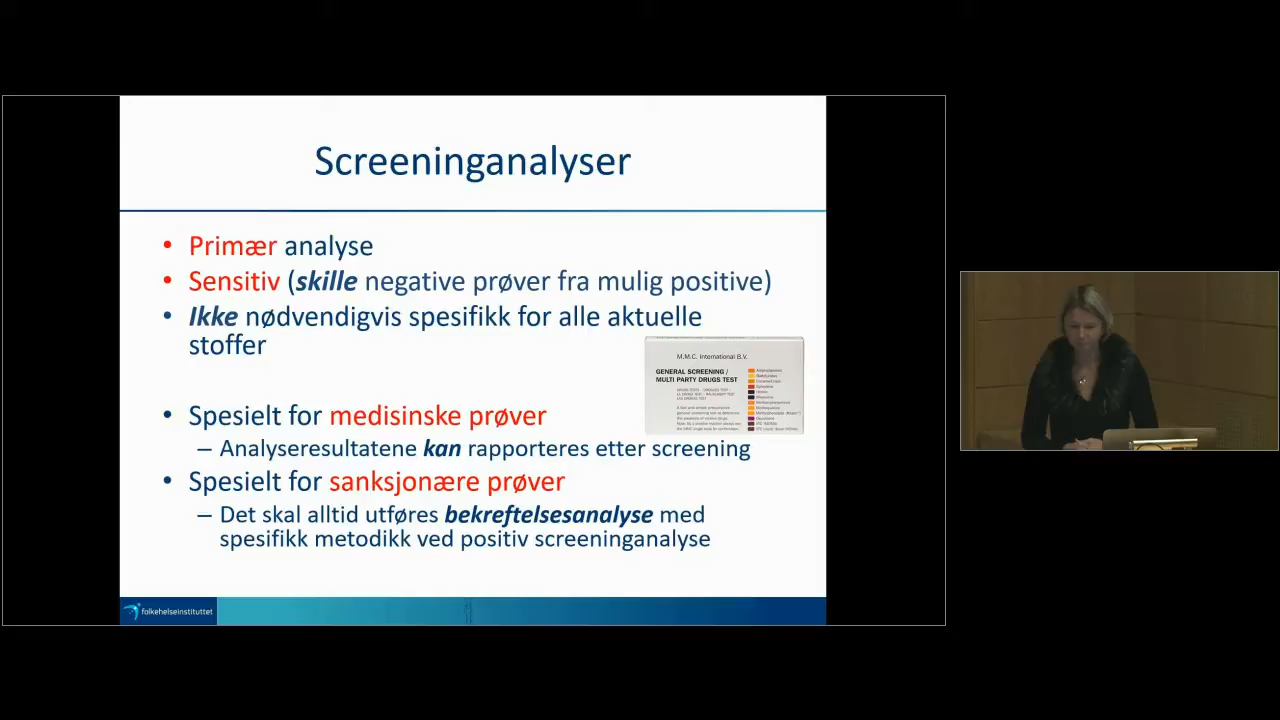 Screeninganalyser
• Primær analyse
• Sensitiv (skille negative prøver fra mulig positive)
• Ikke nødvendigvis spesifikk for alle aktuelle
stoffer
M.M.C. International B.V.
GENERAL SCREENING /
MULTI PARTY DRUGS TEST
• Spesielt for medisinske prøver
– Analyseresultatene kan rapporteres etter screening
• Spesielt for sanksjonære prøver
– Det skal alltid utføres bekreftelsesanalyse med
spesifikk metodikk ved positiv screeninganalyse
folkehelseinstituttet